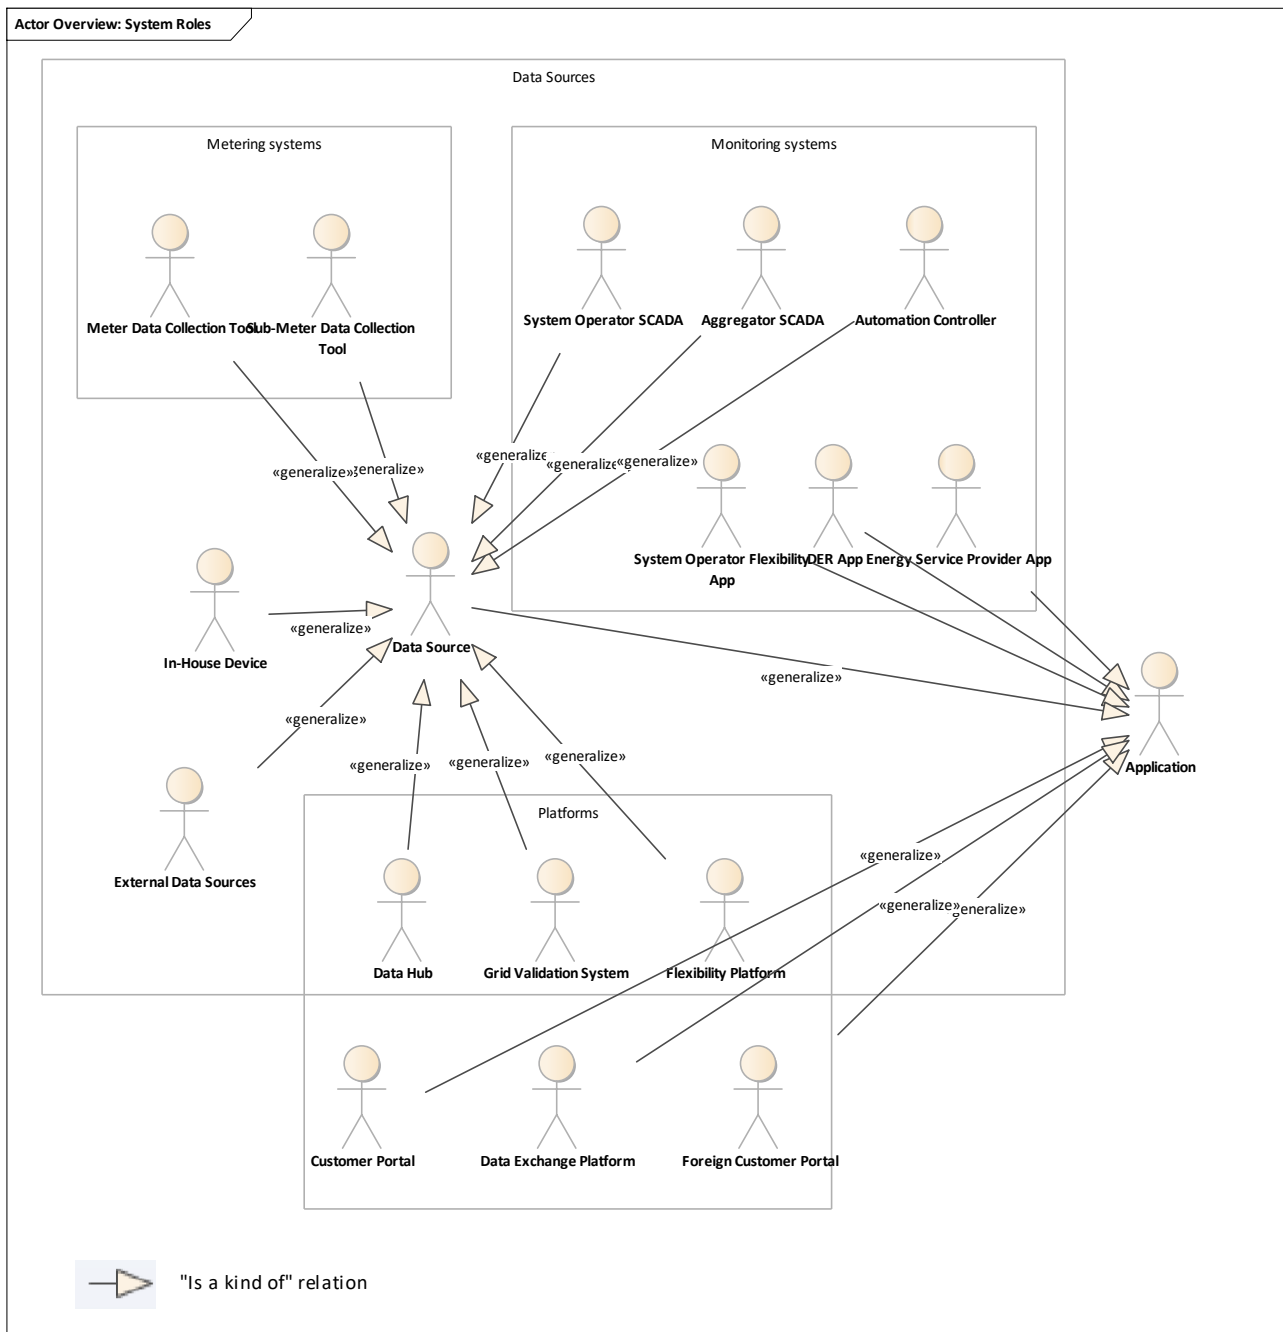 Actor Overview: System Roles
Data Sources
Metering systems
Monitoring systems
Meter Data Collection Tool
Sub-Meter Data Collection
Tool
System Operator SCADA
Aggregator SCADA
Automation Controller
«generalize»
«generalize»
«generalize»
«generalize»
«generalize»
System Operator Flexibility
App
DER App
Energy Service Provider App
In-House Device
«generalize»
Data Source
«generalize»
Application
«generalize»
«generalize»
«generalize»
«generalize»
External Data Sources
Platforms
«generalize»
«generalize»
«generalize»
Data Hub
Grid Validation System
Flexibility Platform
Customer Portal
Data Exchange Platform
Foreign Customer Portal
"Is a kind of" relation